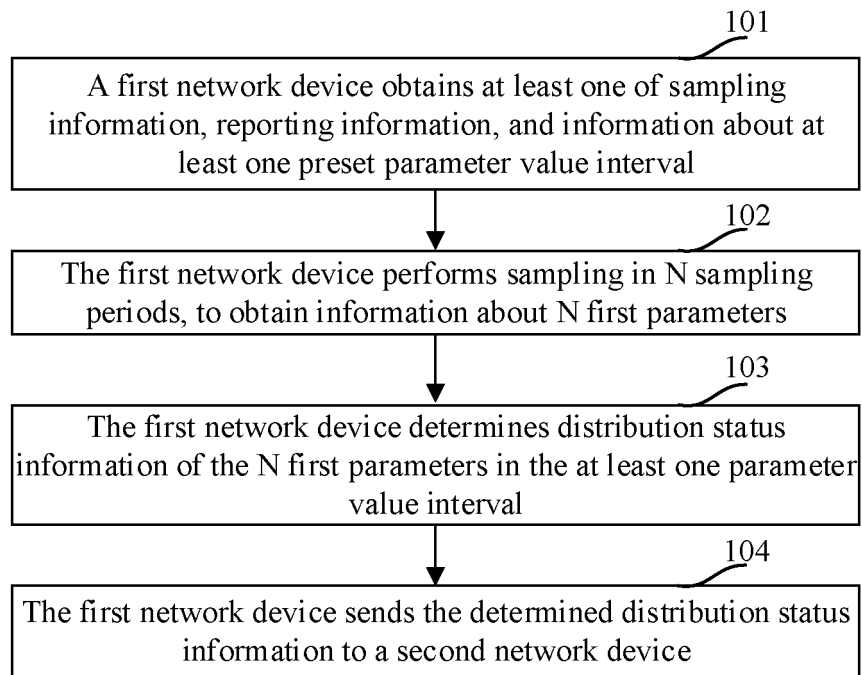 101
A first network device obtains at least one of sampling
information, reporting information, and information about at
least one preset parameter value interval
102
The first network device performs sampling in N sampling
periods, to obtain information about N first parameters
103
The first network device determines distribution status
information of the N first parameters in the at least one parameter
value interval
104
The first network device sends the determined distribution status
information to a second network device